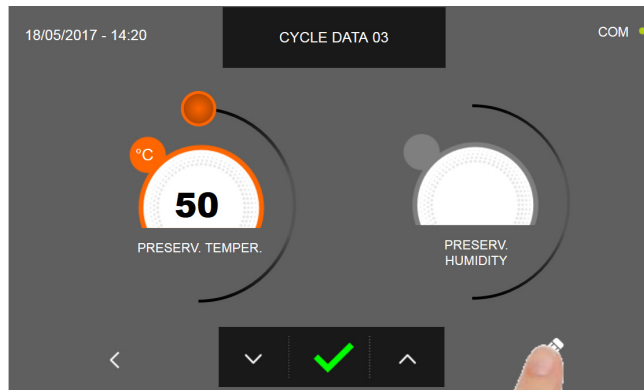 18/05/2017 - 14:20
CYCLE DATA 03
COM
°C
50
PRESERV. TEMPER.
PRESERV.
HUMIDITY